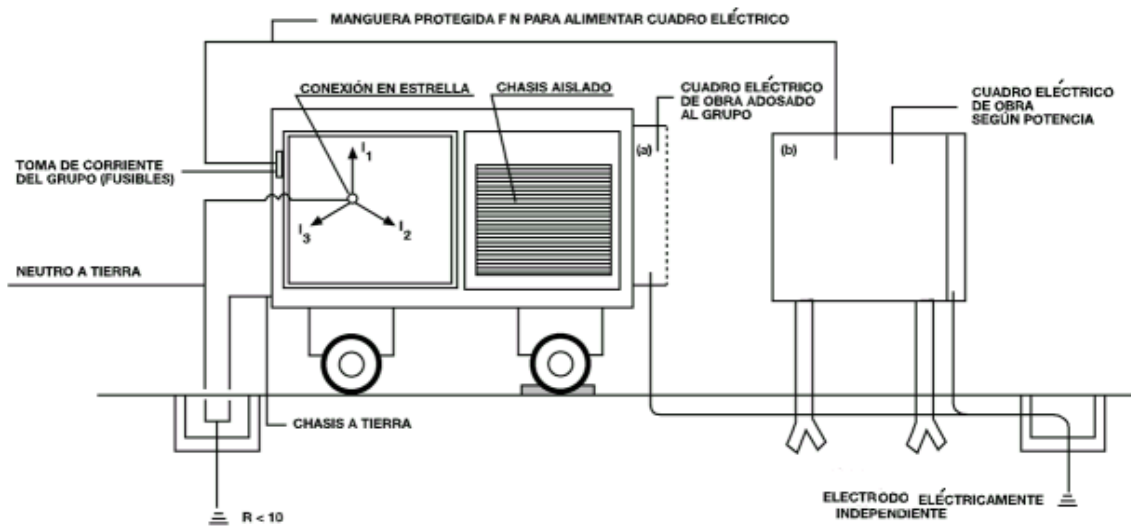 MANGUERA PROTEGIDA F N PARA ALIMENTAR CUADRO ELÉCTRICO
CONEXIÓN EN ESTRELLA
CHASIS AISLADO
CUADRO ELÉCTRICO
DE OBRA ADOSADO
AL GRUPO
CUADRO ELÉCTRICO
DE OBRA
SEGÚN POTENCIA
(a)
(b)
TOMA DE CORRIENTE
DEL GRUPO (FUSIBLES)
I1
I3
I2
NEUTRO A TIERRA
CHASIS A TIERRA
R < 10
ELECTRODO ELÉCTRICAMENTE
INDEPENDIENTE